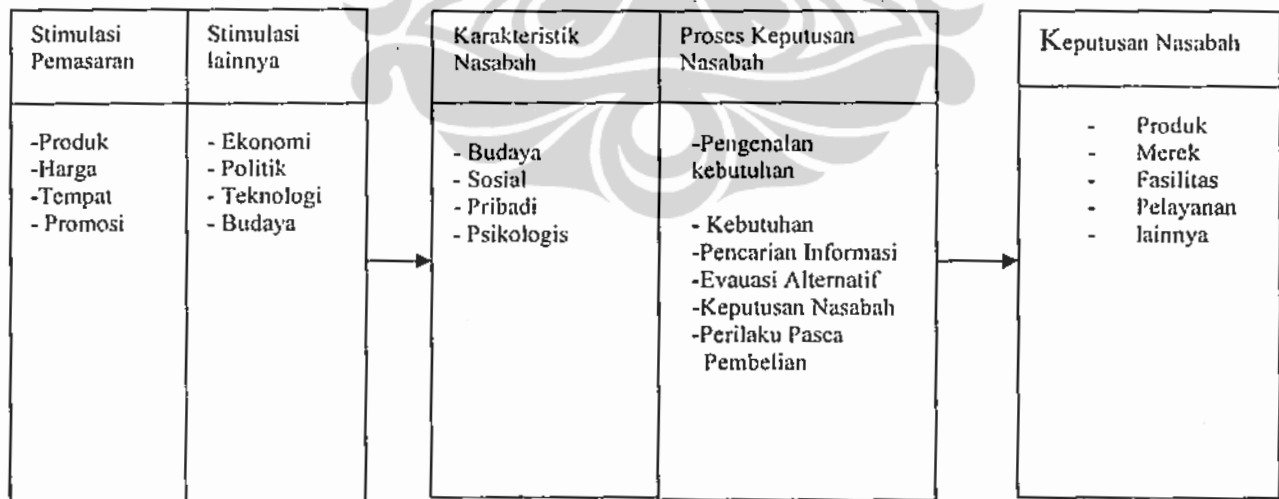 Stimulasi
Pemasaran
-Produk
-Harga
-Tempat
- Promosi
Stimulasi
lainnya
- Ekonomi
- Politik
- Teknologi
- Budaya
Karakteristik
Nasabah
- Budaya
- Sosial
- Pribadi
- Psikologis
Proses Keputusan
Nasabah
-Pengenalan
kebutuhan
- Kebutuhan
-Pencarian Informasi
-Evauasi Alternatif
-Keputusan Nasabah
-Perilaku Pasca
Pembelian
Keputusan Nasabah
- Produk
- Merek
- Fasilitas
- Pelayanan
- lainnya